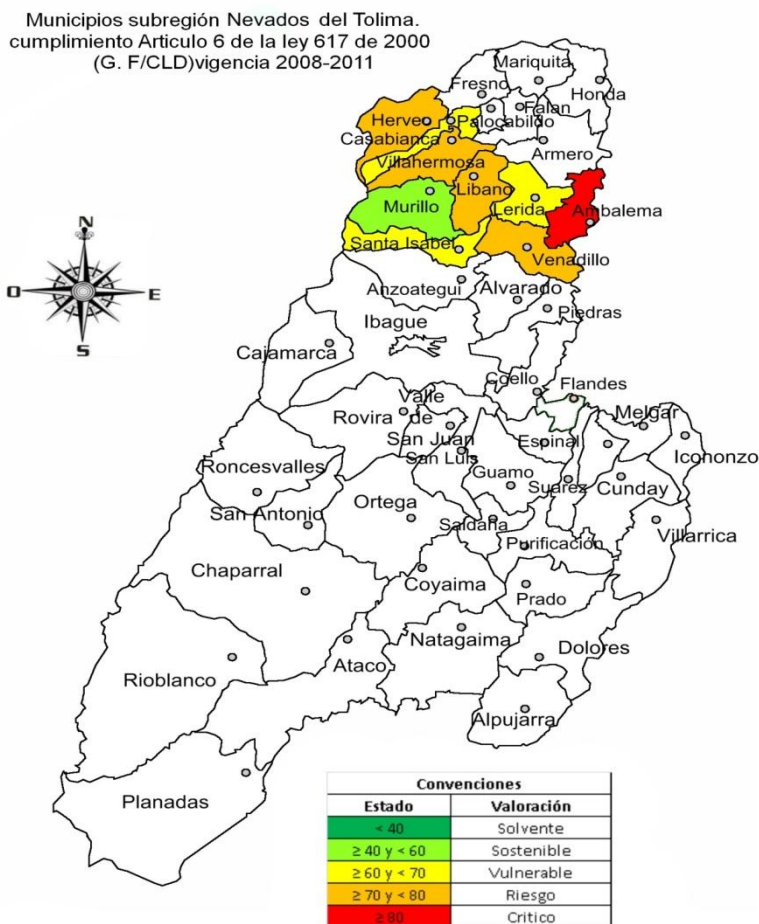 Municipios subregión Nevados del Tolima.
cumplimiento Articulo 6 de la ley 617 de 2000
(G. F/CLD)vigencia 2008-2011
Mariquita
Fresno
Honda
Falan
Palocabildo
Herveo
Casabianca
Armero
Villahermosa
Libano
Murillo
Lerida
Ambalema
Santa Isabel
Venadillo
N
O
E
S
Anzoategui
Alvarado
Piedras
Ibague
Cajamarca
Coello
Flandes
Valle
de
San Juan
Rovira
Melgar
Espinal
Icononzo
San Luis
Roncesvalles
Guamo
Suarez
Cunday
Ortega
San Antonio
Saldaña
Villarrica
Purificación
Chaparral
Coyaima
Prado
Natagaima
Dolores
Ataco
Rioblanco
Alpujarra
Planadas
Convenciones
Estado Valoración
< 40 Solvente
≥ 40 y < 60 Sostenible
≥ 60 y < 70 Vulnerable
≥ 70 y < 80 Riesgo
≥ 80 Critico